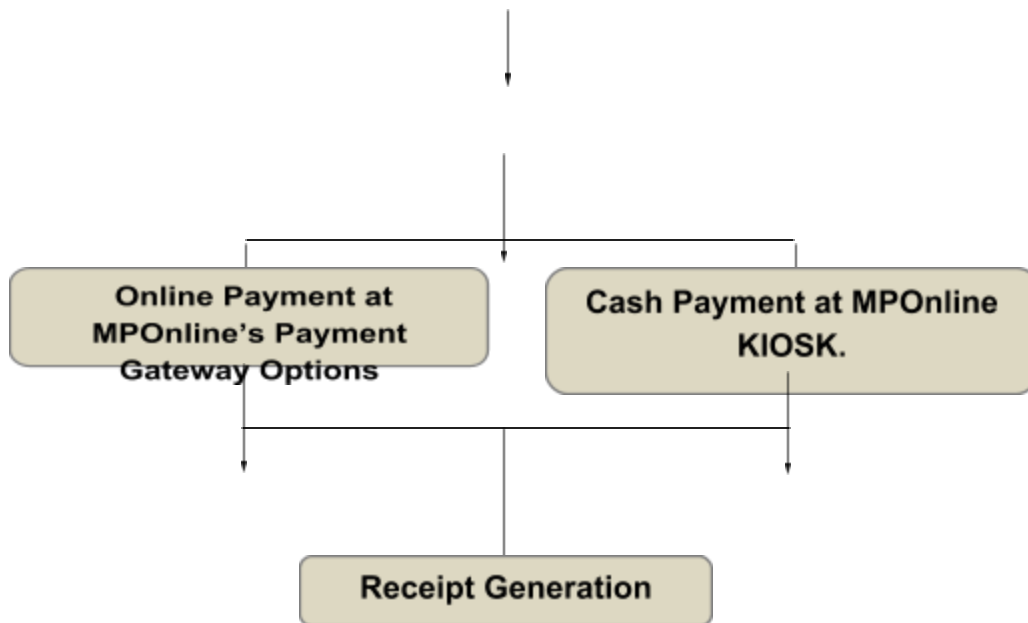 Online Payment at
MPOnline’s Payment
Gateway Options
Cash Payment at MPOnline
KIOSK.
Receipt Generation